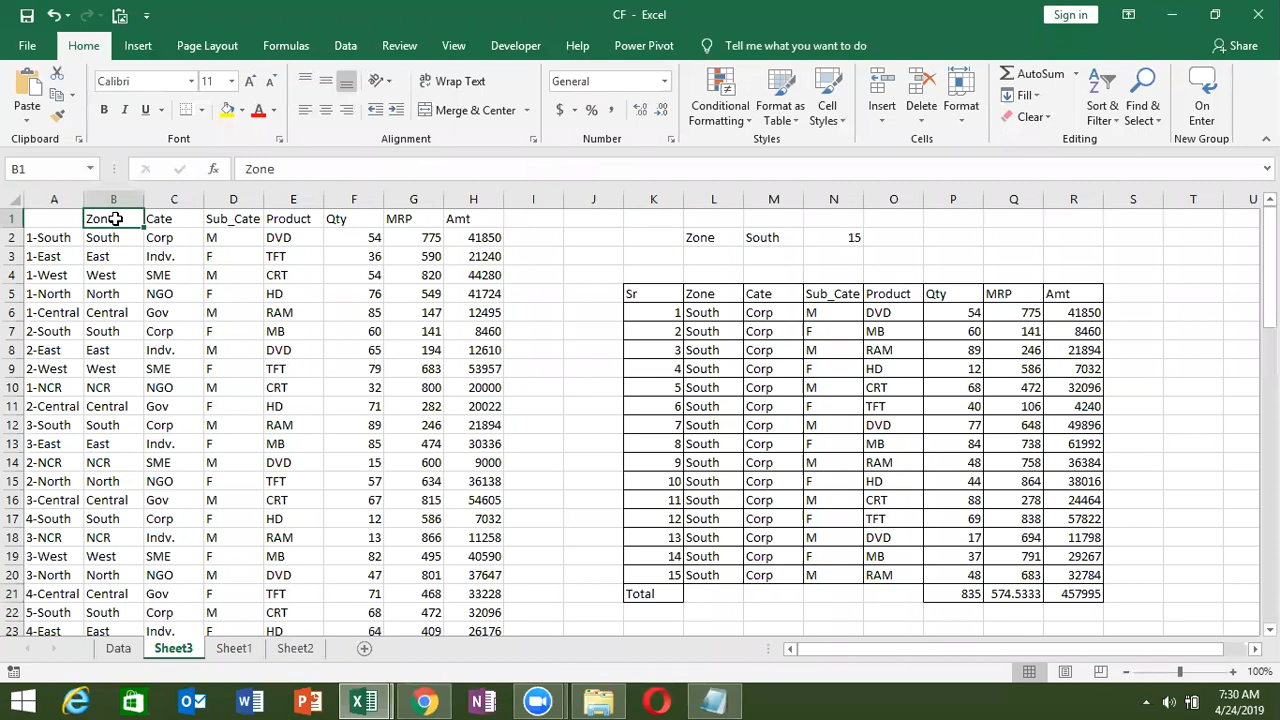 CF - Excel
Sign in
File Home Insert Page Layout Formulas Data Review View Developer Help Power Pivot Tell me what you want to do Share
Paste Calibri 11 Wrap Text General Conditional Formatting Format as Table Cell Styles Insert Delete Format AutoSum Fill Clear Sort & Filter Find & Select On Enter
B I U Merge & Center $ % ,
Clipboard Font Alignment Number Styles Cells Editing New Group
B1 fx Zone
A B C D E F G H I J K L M N O P Q R S T U
1 Zone Cate Sub_Cate Product Qty MRP Amt
2 1-South South Corp M DVD 54 775 41850 Zone South 15
3 1-East East Indv. F TFT 36 590 21240
4 1-West West SME M CRT 54 820 44280
5 1-North North NGO F HD 76 549 41724 Sr Zone Cate Sub_Cate Product Qty MRP Amt
6 1-Central Central Gov M RAM 85 147 12495 1 South Corp M DVD 54 775 41850
7 2-South South Corp F MB 60 141 8460 2 South Corp F MB 60 141 8460
8 2-East East Indv. M DVD 65 194 12610 3 South Corp M RAM 89 246 21894
9 2-West West SME F TFT 79 683 53957 4 South Corp F HD 12 586 7032
10 1-NCR NCR NGO M CRT 32 800 20000 5 South Corp M CRT 68 472 32096
11 2-Central Central Gov F HD 71 282 20022 6 South Corp F TFT 40 106 4240
12 3-South South Corp M RAM 89 246 21894 7 South Corp M DVD 77 648 49896
13 3-East East Indv. F MB 85 474 30336 8 South Corp F MB 84 738 61992
14 2-NCR NCR SME M DVD 15 600 9000 9 South Corp M RAM 48 758 36384
15 2-North North NGO F TFT 57 634 36138 10 South Corp F HD 44 864 38016
16 3-Central Central Gov M CRT 67 815 54605 11 South Corp M CRT 88 278 24464
17 4-South South Corp F HD 12 586 7032 12 South Corp F TFT 69 838 57822
18 3-NCR NCR Indv. M RAM 13 866 11258 13 South Corp M DVD 17 694 11798
19 3-West West SME F MB 82 495 40590 14 South Corp F MB 37 791 29267
20 3-North North NGO M DVD 47 801 37647 15 South Corp M RAM 48 683 32784
21 4-Central Central Gov F TFT 71 468 33228 Total 835 574.5333 457995
22 5-South South Corp M CRT 68 472 32096
23 4-East East Indv. F HD 64 409 26176
Data Sheet3 Sheet1 Sheet2
100%
7:30 AM
4/24/2019